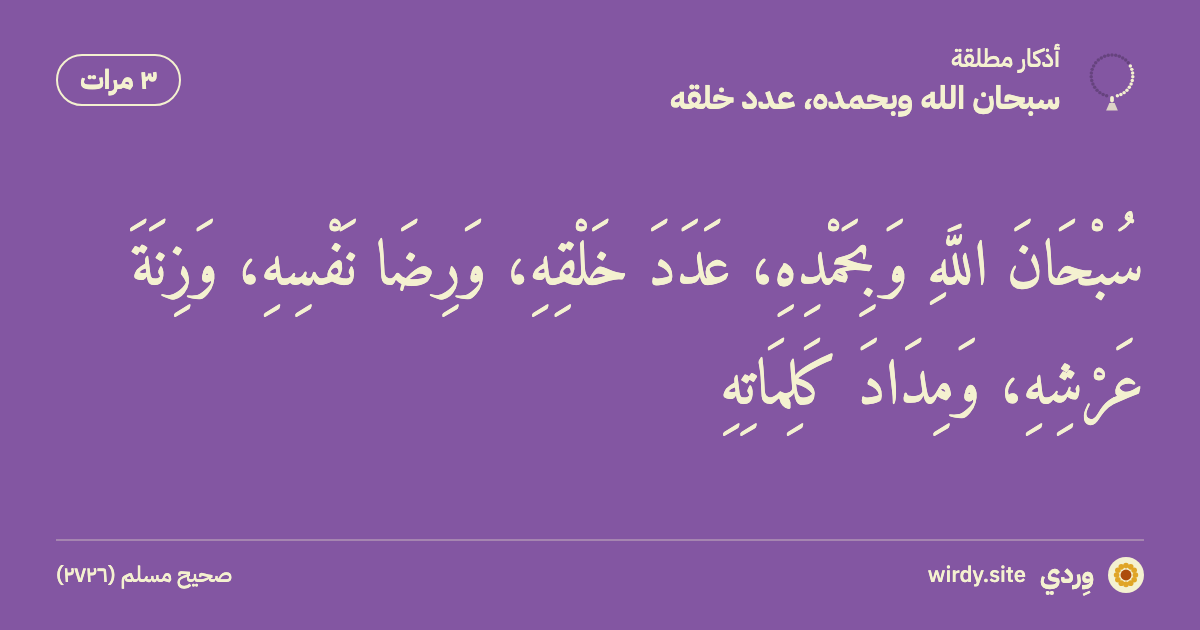 أذكار مطلقة
سبحان الله وبحمده، عدد خلقه
٣ مرات
سُبْحَانَ اللَّهِ وَبِحَمْدِهِ، عَدَدَ خَلْقِهِ، وَرِضَا نَفْسِهِ، وَزِنَةَ
عَرْشِهِ، وَمِدَادَ كَلِمَاتِهِ
وِردي wirdy.site
صحيح مسلم (٢٧٢٦)